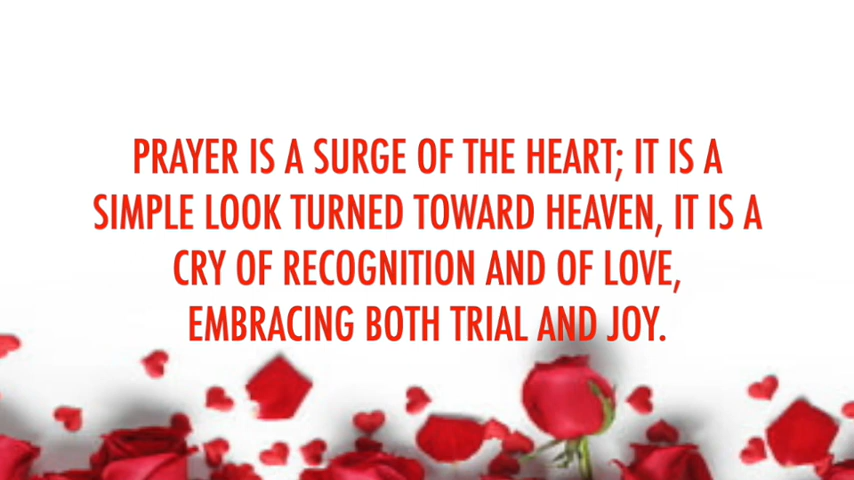 PRAYER IS A SURGE OF THE HEART; IT IS A
SIMPLE LOOK TURNED TOWARD HEAVEN, IT IS A
CRY OF RECOGNITION AND OF LOVE,
EMBRACING BOTH TRIAL AND JOY.